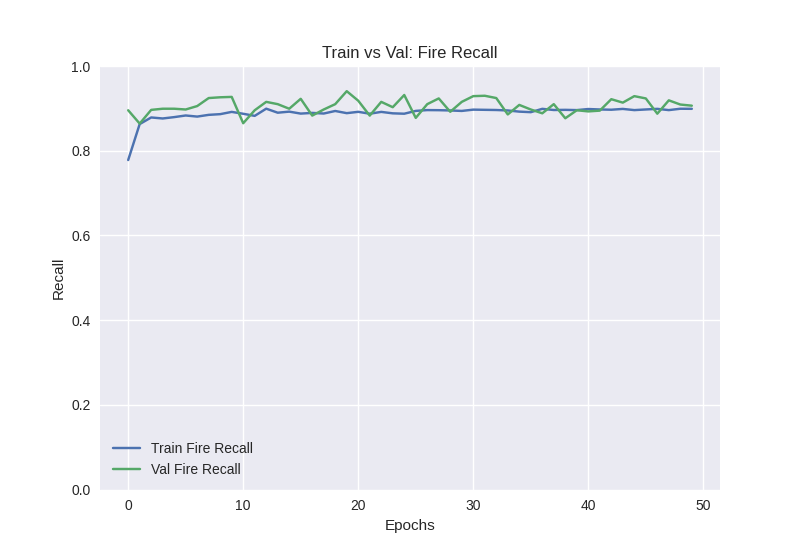 Train vs Val: Fire Recall
1.0
0.8
0.6
0.4
0.2
0.0
Recall
Train Fire Recall
Val Fire Recall
0 10 20 30 40 50
Epochs